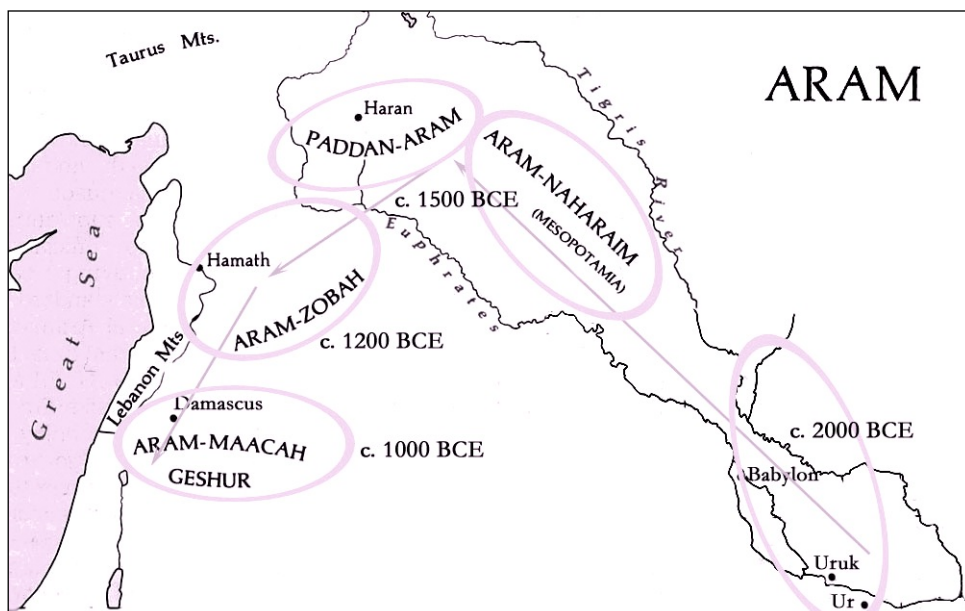 ARAM
Taurus Mts.
Tigris River
Haran
PADDAN-ARAM
ARAM-NAHARAIM
(MESOPOTAMIA)
c. 1500 BCE
Euphrates
Great Sea
Hamath
ARAM-ZOBAH
c. 1200 BCE
Lebanon Mts.
Damascus
ARAM-MAACAH
GESHUR
c. 1000 BCE
c. 2000 BCE
Babylon
Uruk
Ur